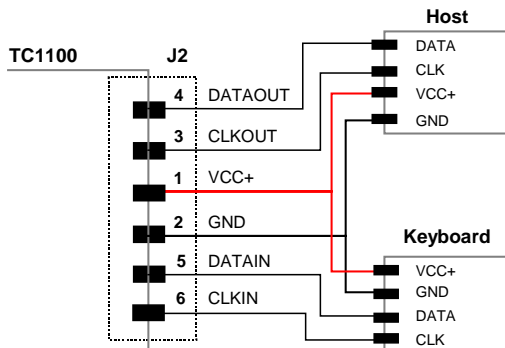 Host
TC1100 J2
DATA
CLK
VCC+
GND
4 DATAOUT
3 CLKOUT
1 VCC+
2 GND
5 DATAIN
6 CLKIN
Keyboard
VCC+
GND
DATA
CLK